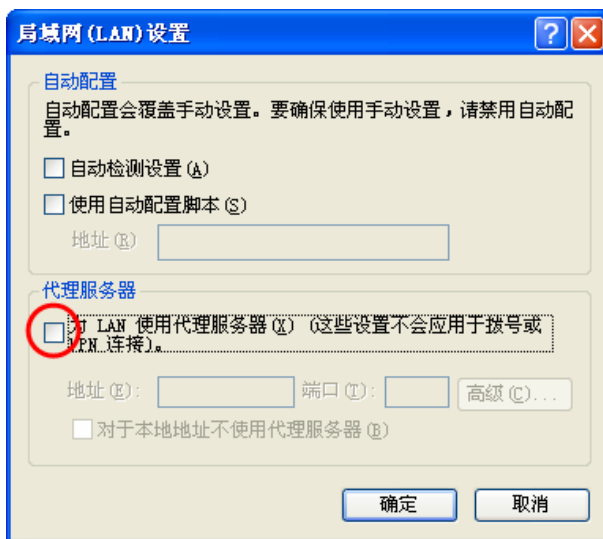 局域网(LAN)设置
自动配置
自动配置会覆盖手动设置。要确保使用手动设置,请禁用自动配
置。
自动检测设置(A)
使用自动配置脚本(S)
地址(R)
代理服务器
为 LAN 使用代理服务器(X) (这些设置不会应用于拨号或
VPN 连接)。
地址(E): 端口(T): 高级(C)...
对于本地地址不使用代理服务器(B)
确定 取消